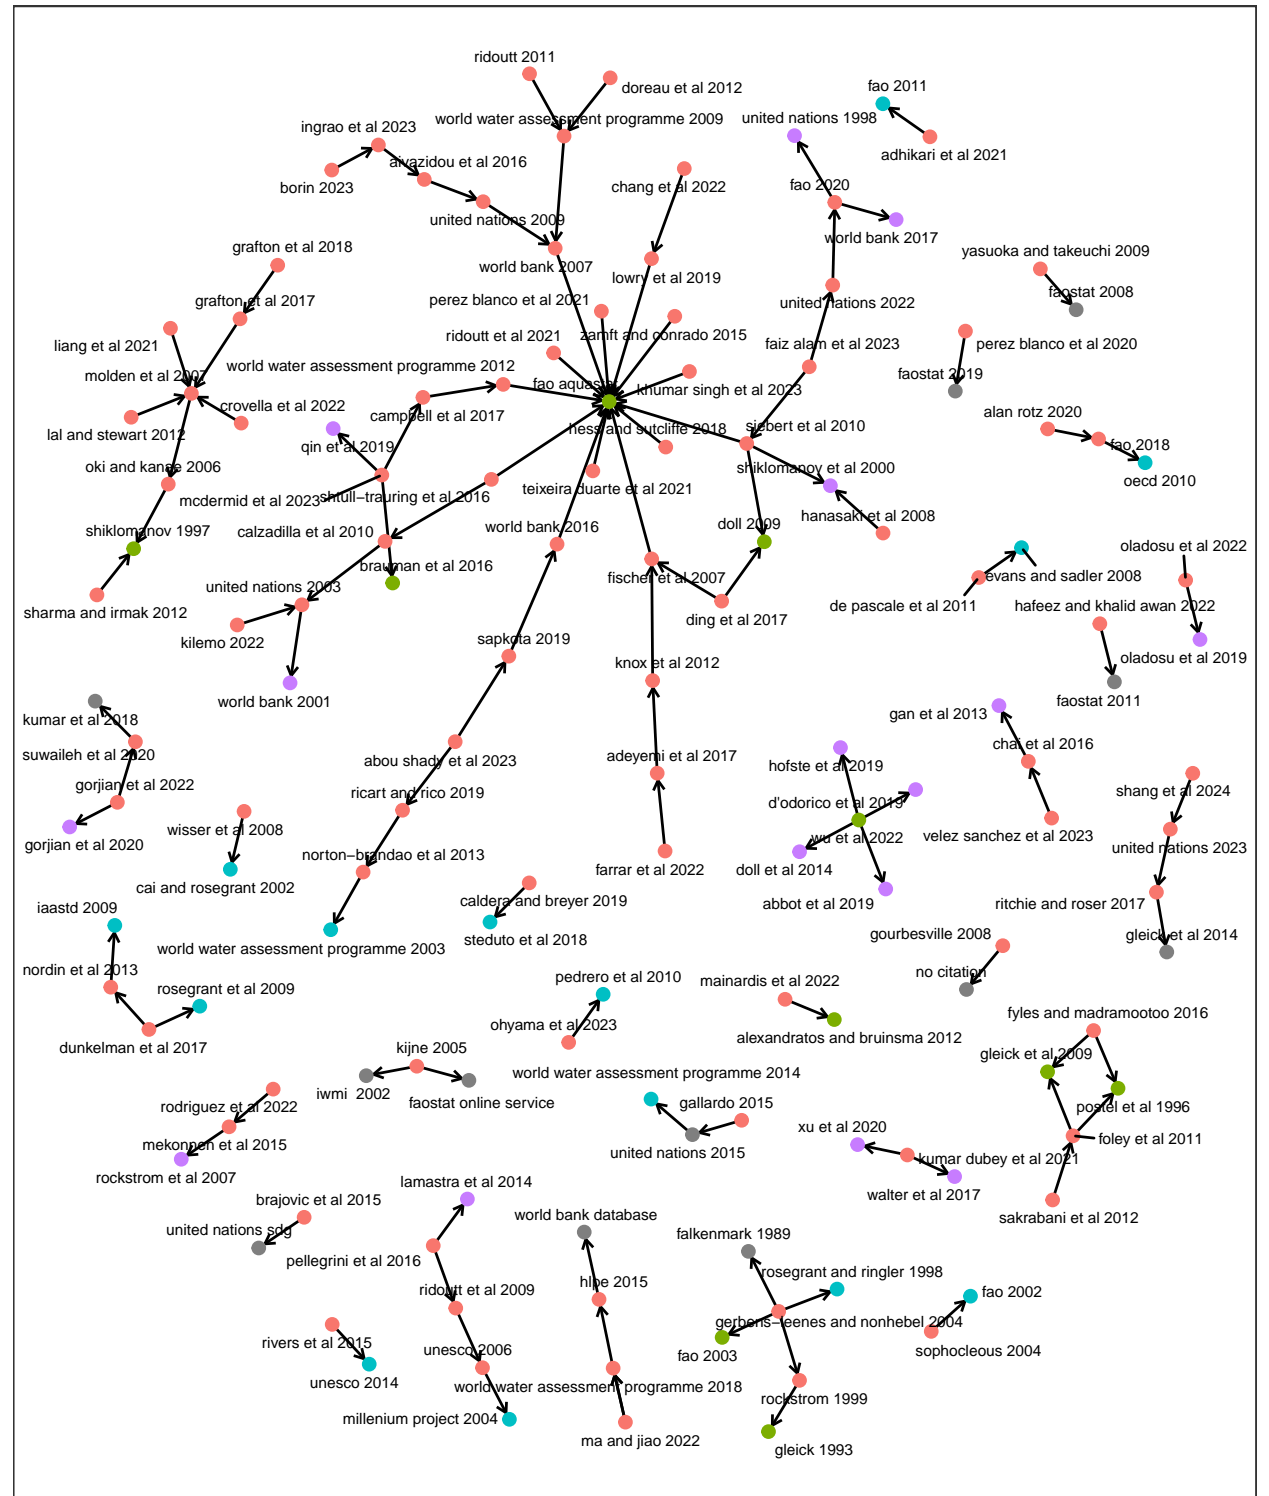 ridoutt 2011
doreau et al 2012
fao 2011
world water assessment programme 2009
united nations 1998
ingrao et al 2023
adhikari et al 2021
aivazidou et al 2016
borin 2023
chang et al 2022
fao 2020
united nations 2009
world bank 2017
grafton et al 2018
yasuoka and takeuchi 2009
world bank 2007
lowry et al 2019
faostat 2008
grafton et al 2017
perez blanco et al 2021
united nations 2022
liang et al 2021
ridoutt et al 2021
zamft and conrado 2015
faiz alam et al 2023
perez blanco et al 2020
world water assessment programme 2012
molden et al 2007
fao aquastat
khumar singh et al 2023
faostat 2019
crovella et al 2022
campbell et al 2017
alan rotz 2020
lal and stewart 2012
hess and sutcliffe 2018
siebert et al 2010
qin et al 2019
fao 2018
oki and kanae 2006
shiklomanov et al 2000
oecd 2010
mcdermid et al 2023
shtull-trauring et al 2016
teixeira duarte et al 2021
hanasaki et al 2008
shiklomanov 1997
calzadilla et al 2010
world bank 2016
doll 2009
oladosu et al 2022
brauman et al 2016
fischer et al 2007
evans and sadler 2008
united nations 2003
sharma and irmak 2012
de pascale et al 2011
hafeez and khalid awan 2022
ding et al 2017
kilemo 2022
sapkota 2019
oladosu et al 2019
knox et al 2012
world bank 2001
faostat 2011
kumar et al 2018
gan et al 2013
suwaileh et al 2020
abou shady et al 2023
adeyemi et al 2017
hofste et al 2019
chai et al 2016
gorjian et al 2022
ricart and rico 2019
d'odorico et al 2019
shang et al 2024
wisser et al 2008
wu et al 2022
velez sanchez et al 2023
gorjian et al 2020
norton-brandao et al 2013
united nations 2023
cai and rosegrant 2002
farrar et al 2022
doll et al 2014
iaastd 2009
caldera and breyer 2019
abbot et al 2019
ritchie and roser 2017
world water assessment programme 2003
steduto et al 2018
gourbesville 2008
gleick et al 2014
nordin et al 2013
rosegrant et al 2009
pedrero et al 2010
mainardis et al 2022
no citation
dunkelman et al 2017
ohyama et al 2023
alexandratos and bruinsma 2012
fyles and madramootoo 2016
kijne 2005
gleick et al 2009
world water assessment programme 2014
iwmi  2002
faostat online service
rodriguez et al 2022
gallardo 2015
postel et al 1996
mekonnen et al 2015
united nations 2015
xu et al 2020
foley et al 2011
rockstrom et al 2007
kumar dubey et al 2021
lamastra et al 2014
walter et al 2017
brajovic et al 2015
world bank database
sakrabani et al 2012
united nations sdg
falkenmark 1989
pellegrini et al 2016
rosegrant and ringler 1998
ridoutt et al 2009
hlpe 2015
fao 2002
gerbens-leenes and nonhebel 2004
rivers et al 2015
unesco 2006
fao 2003
sophocleous 2004
unesco 2014
world water assessment programme 2018
rockstrom 1999
millenium project 2004
ma and jiao 2022
gleick 1993